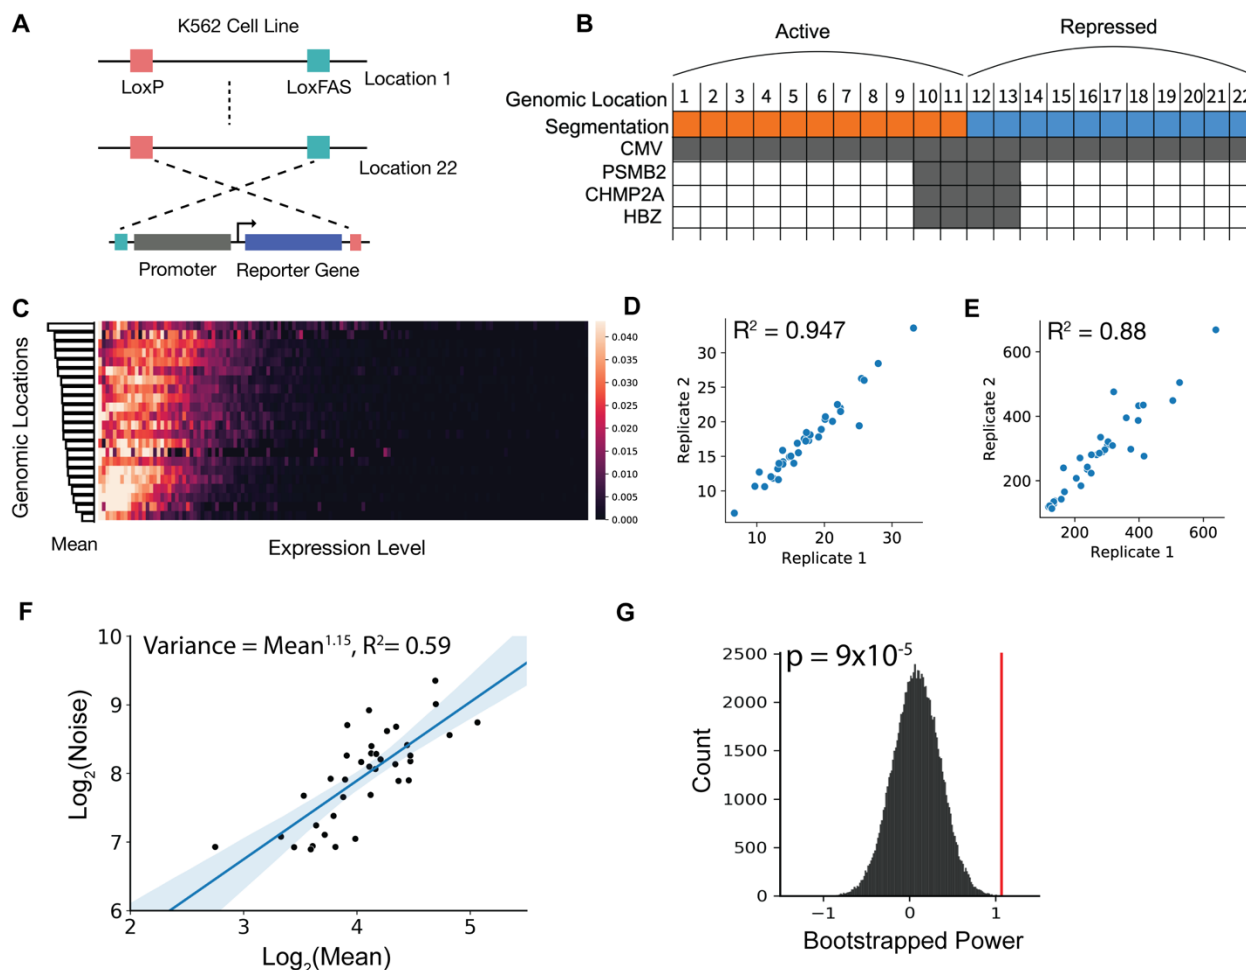 A
K562 Cell Line
LoxP
LoxFAS
Location 1
Location 22
Promoter
Reporter Gene
B
Active
Repressed
Genomic Location
1 2 3 4 5 6 7 8 9 10 11 12 13 14 15 16 17 18 19 20 21 22
Segmentation
CMV
PSMB2
CHMP2A
HBZ
C
Genomic Locations
Mean
Expression Level
0.040
0.035
0.030
0.025
0.020
0.015
0.010
0.005
0.000
D
R² = 0.947
Replicate 2
30
25
20
15
10
10 20 30
Replicate 1
E
R² = 0.88
Replicate 2
600
400
200
200 400 600
Replicate 1
F
Variance = Mean^1.15, R²= 0.59
Log₂(Noise)
10
9
8
7
6
2 3 4 5
Log₂(Mean)
G
p = 9x10⁻⁵
Count
2500
2000
1500
1000
500
0
−1 0 1
Bootstrapped Power